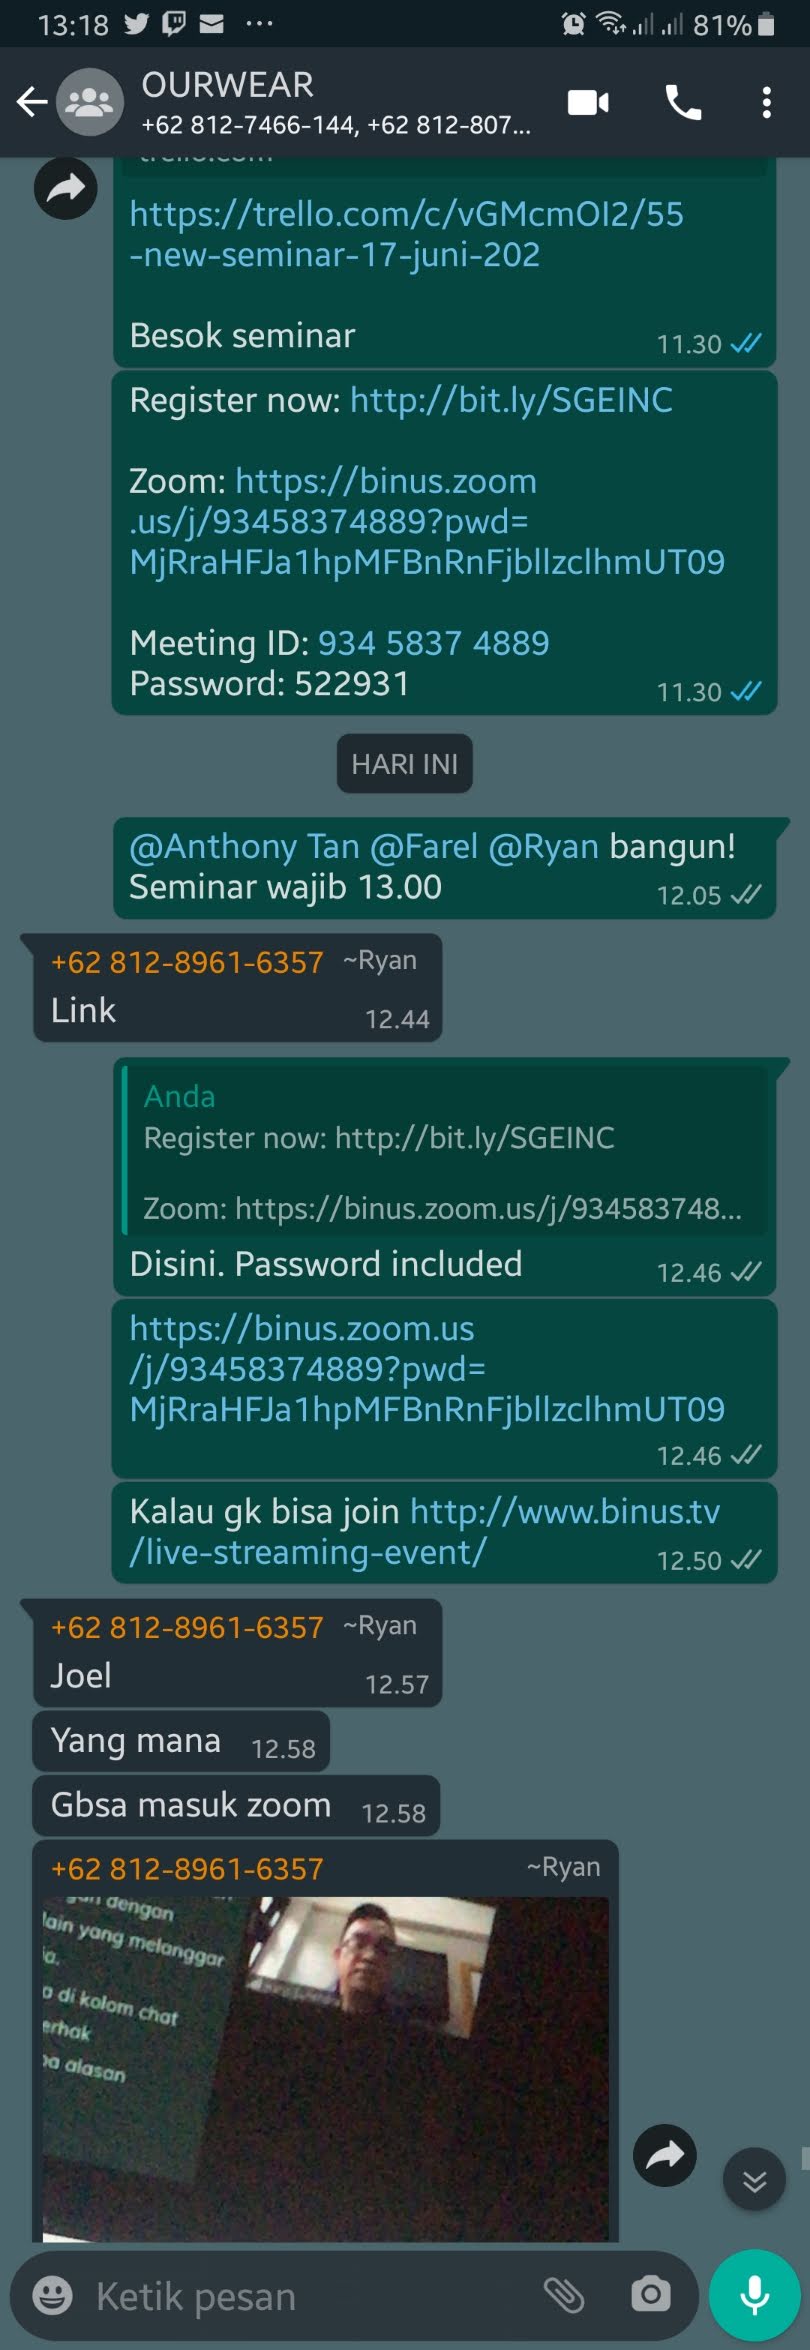 13:18
81%
OURWEAR
+62 812-7466-144, +62 812-807...
trello.com
https://trello.com/c/vGMcmOI2/55
-new-seminar-17-juni-202
Besok seminar
11.30
Register now: http://bit.ly/SGEINC
Zoom: https://binus.zoom
.us/j/93458374889?pwd=
MjRraHFJa1hpMFBnRnFjbllzclhmUT09
Meeting ID: 934 5837 4889
Password: 522931
11.30
HARI INI
@Anthony Tan @Farel @Ryan bangun!
Seminar wajib 13.00
12.05
+62 812-8961-6357 ~Ryan
Link
12.44
Anda
Register now: http://bit.ly/SGEINC
Zoom: https://binus.zoom.us/j/934583748...
Disini. Password included
12.46
https://binus.zoom.us
/j/93458374889?pwd=
MjRraHFJa1hpMFBnRnFjbllzclhmUT09
12.46
Kalau gk bisa join http://www.binus.tv
/live-streaming-event/
12.50
+62 812-8961-6357 ~Ryan
Joel
12.57
Yang mana 12.58
Gbsa masuk zoom 12.58
+62 812-8961-6357 ~Ryan
dengan
lain yang melanggar
di kolom chat
alasan
Ketik pesan